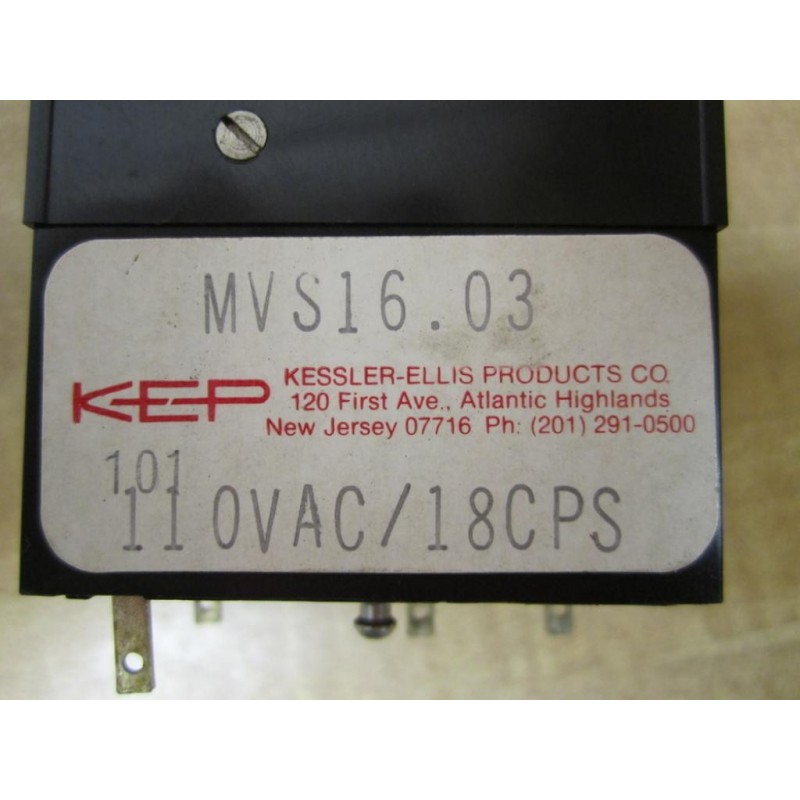 MVS16.03
KEP
KESSLER-ELLIS PRODUCTS CO.
120 First Ave., Atlantic Highlands
New Jersey 07716 Ph: (201) 291-0500
101
110VAC/18CPS